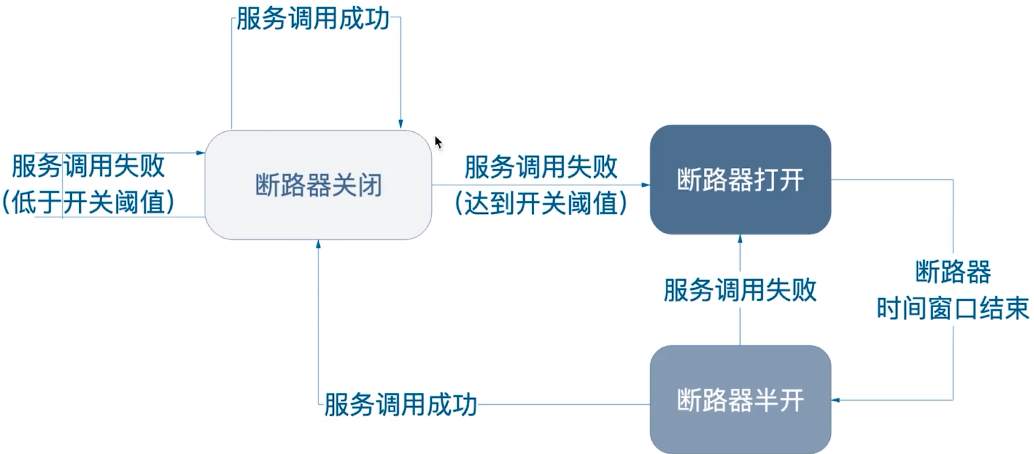 服务调用成功
服务调用失败
(低于开关阈值)
断路器关闭
服务调用失败
(达到开关阈值)
断路器打开
断路器
时间窗口结束
服务调用失败
断路器半开
服务调用成功